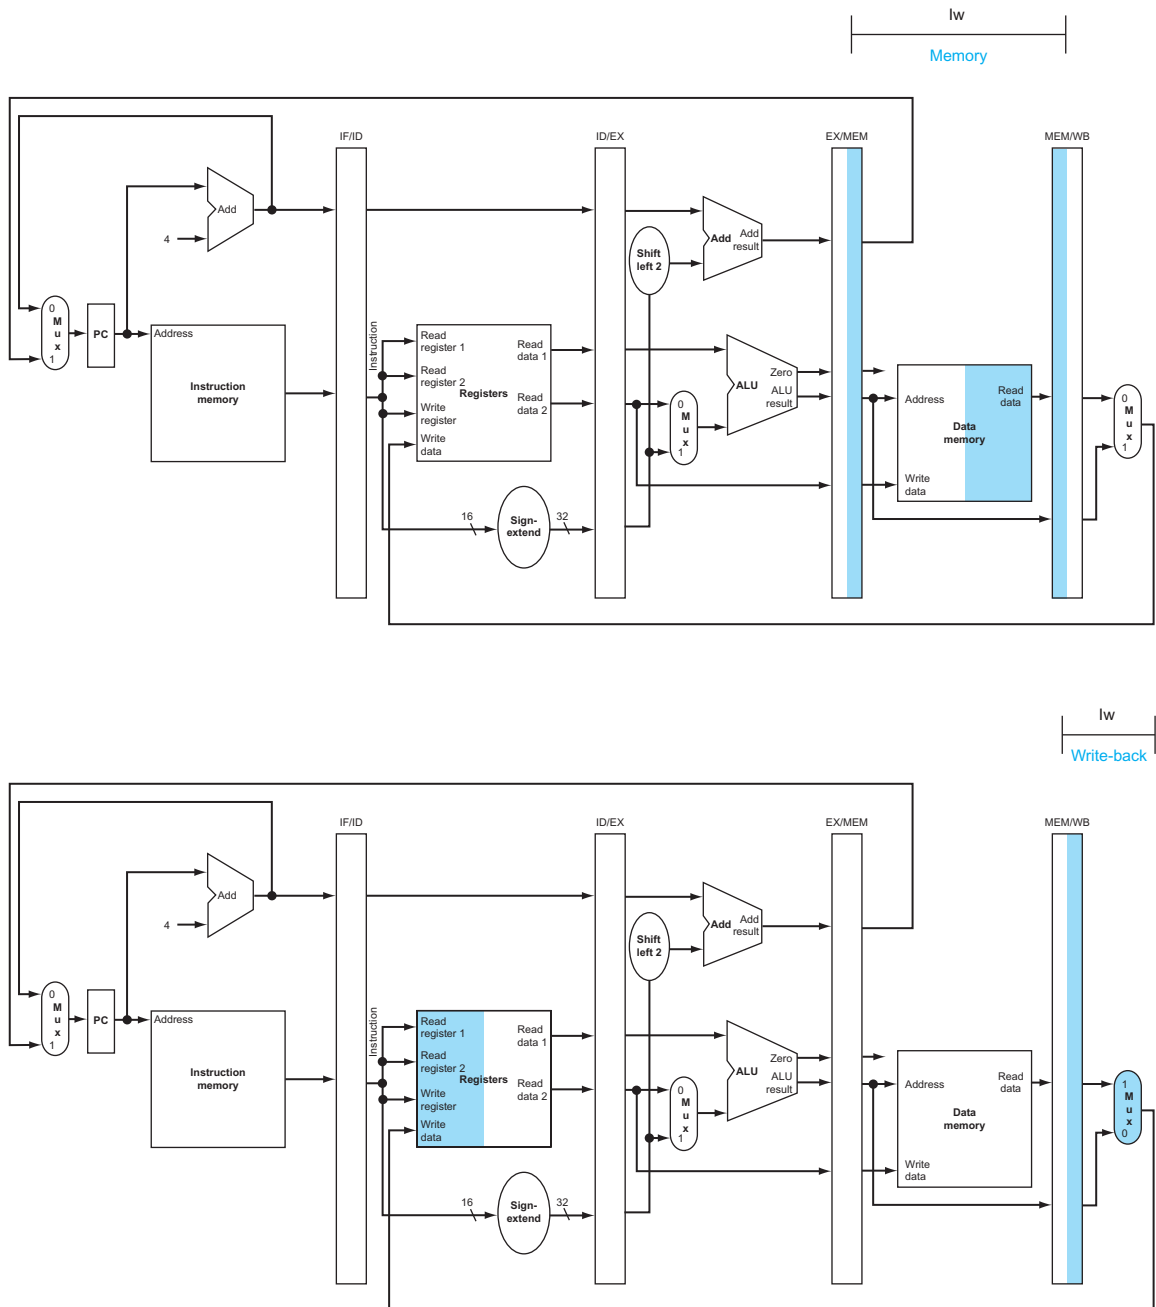 lw
Memory
IF/ID
ID/EX
EX/MEM
MEM/WB
Add
4
Add
Add
result
Shift
left 2
0
M
u
x
1
PC
Address
Instruction
memory
Instruction
Read
register 1
Read
register 2
Write
register
Write
data
Registers
Read
data 1
Read
data 2
0
M
u
x
1
ALU
Zero
ALU
result
Address
Read
data
Data
memory
Write
data
0
M
u
x
1
16
Sign-
extend
32
lw
Write-back
IF/ID
ID/EX
EX/MEM
MEM/WB
Add
4
Add
Add
result
Shift
left 2
0
M
u
x
1
PC
Address
Instruction
memory
Instruction
Read
register 1
Read
register 2
Write
register
Write
data
Registers
Read
data 1
Read
data 2
0
M
u
x
1
ALU
Zero
ALU
result
Address
Read
data
Data
memory
Write
data
1
M
u
x
0
16
Sign-
extend
32